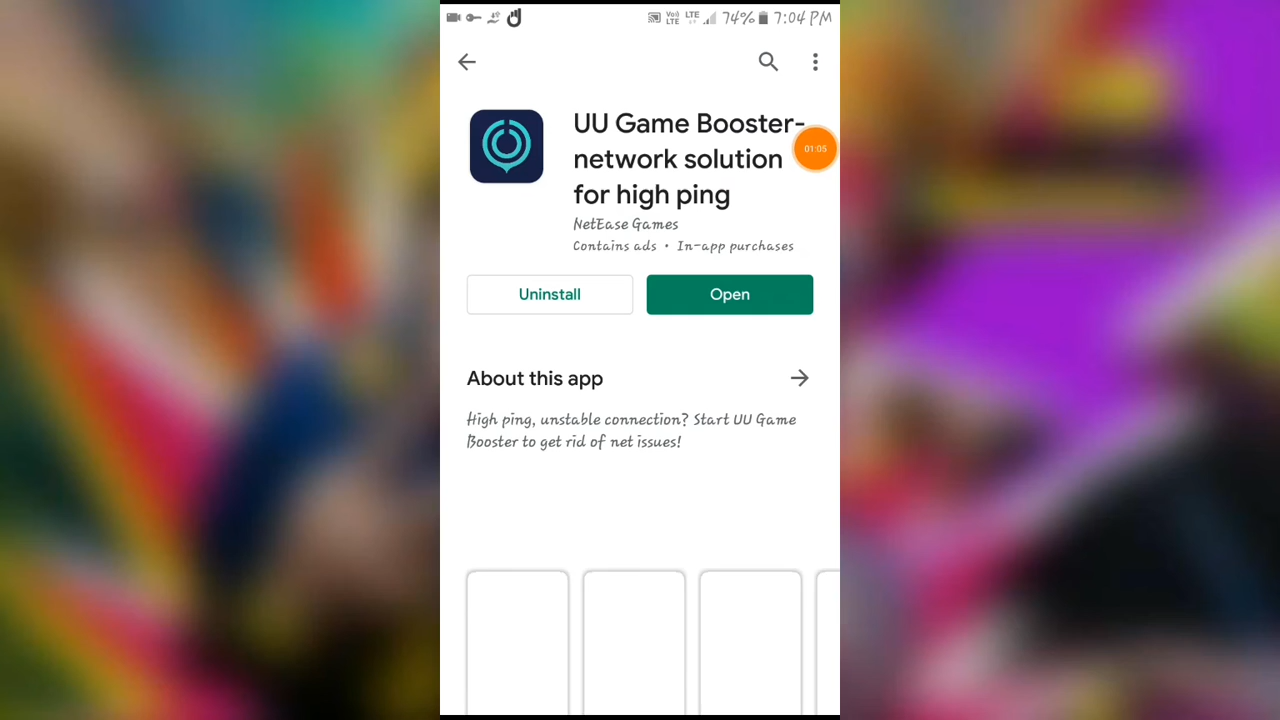 Vo) LTE LTE 74% 7:04 PM
UU Game Booster-
network solution
for high ping
01:05
NetEase Games
Contains ads • In-app purchases
Uninstall
Open
About this app
High ping, unstable connection? Start UU Game
Booster to get rid of net issues!